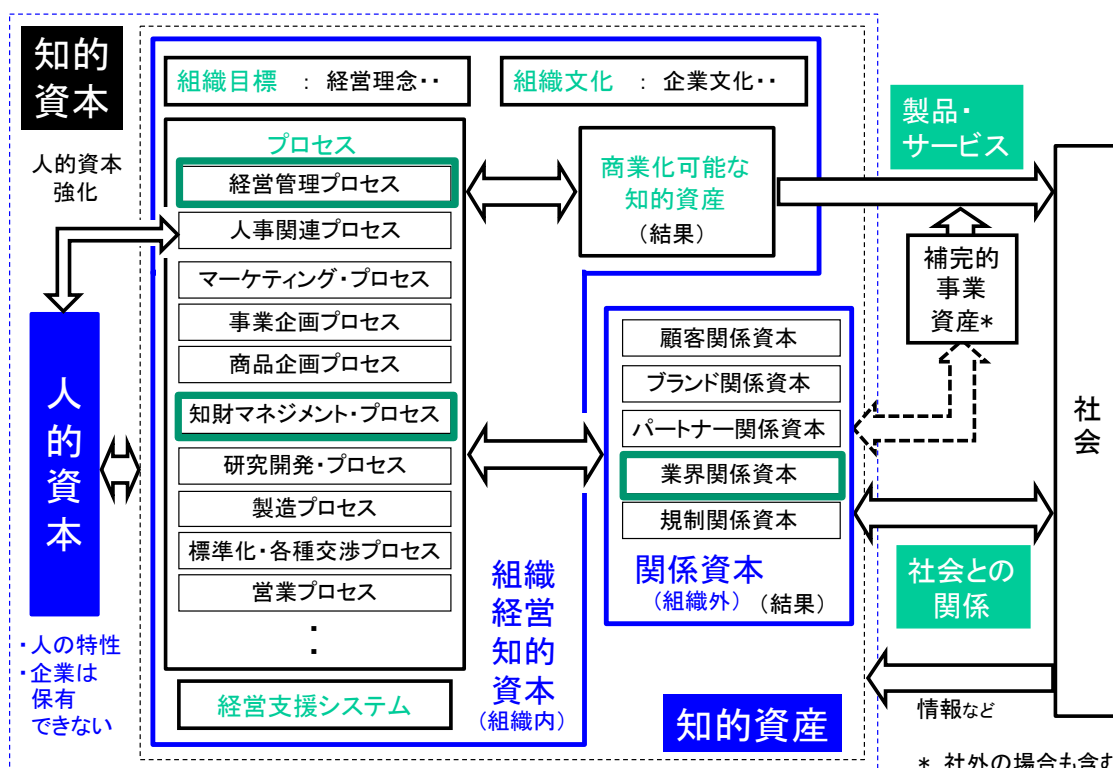 知的
資本
組織目標 : 経営理念・・
組織文化 : 企業文化・・
人的資本
強化
プロセス
経営管理プロセス
人事関連プロセス
マーケティング・プロセス
事業企画プロセス
商品企画プロセス
知財マネジメント・プロセス
研究開発・プロセス
製造プロセス
標準化・各種交渉プロセス
営業プロセス
・
・
経営支援システム
商業化可能な
知的資産
(結果)
製品・
サービス
補完的
事業
資産*
顧客関係資本
ブランド関係資本
パートナー関係資本
業界関係資本
規制関係資本
関係資本
(組織外) (結果)
組織
経営
知的
資本
(組織内)
人
的
資
本
・人の特性
・企業は
保有
できない
知的資産
社会との
関係
情報など
社
会
* 社外の場合も含む